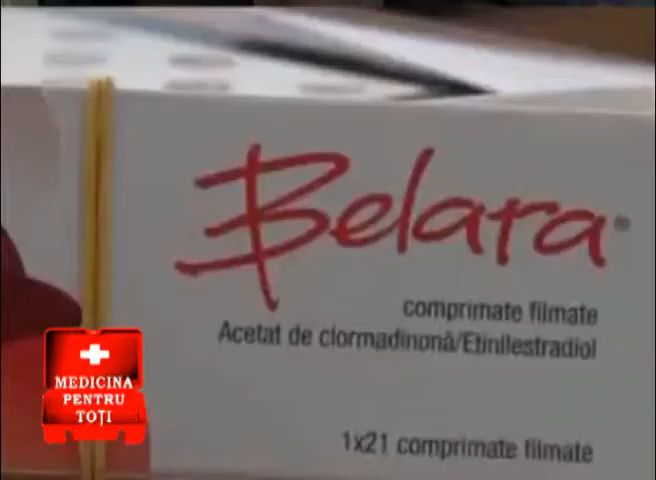 Belara®
comprimate filmate
Acetat de clormadinonă/Etinilestradiol
1x21 comprimate filmate
MEDICINA
PENTRU
TOȚI